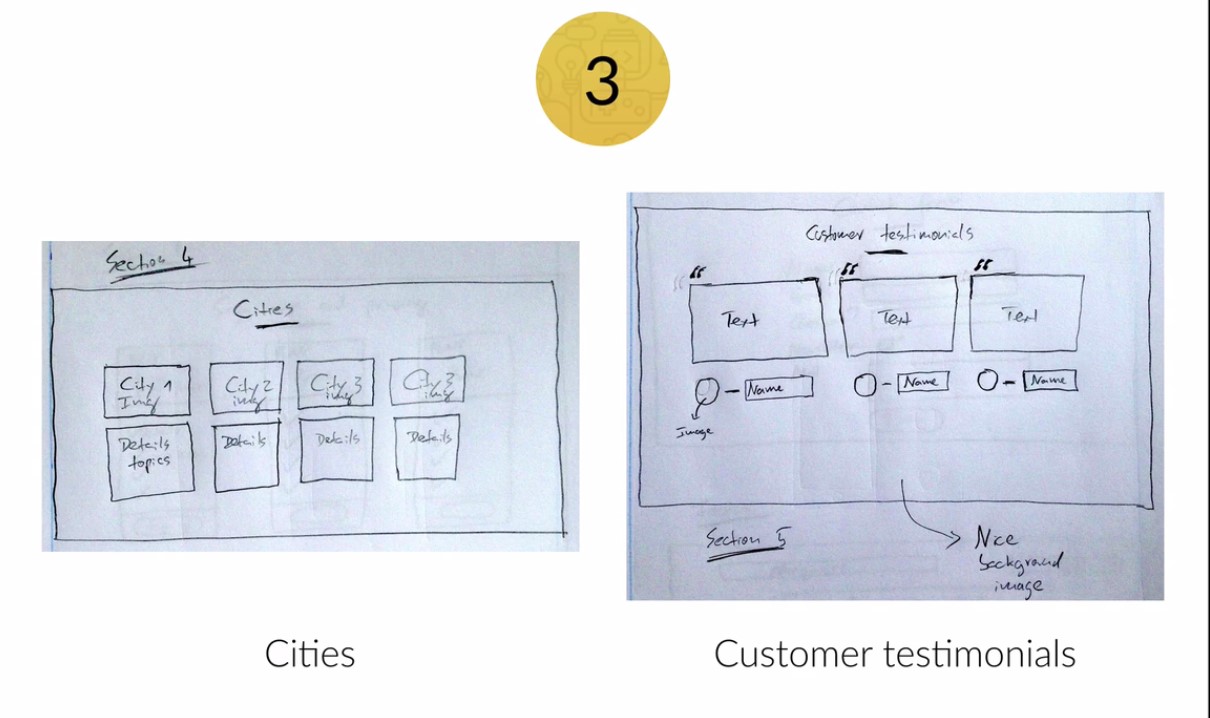 3
Section 4
Cities
City 1 Img
City 2 img
City 3 img
City 3 img
Details topics
Details
Details
Details
Cities
Customer testimonials
“ “ “
Text
Text
Text
Name
Name
Name
Image
Section 5
Nice
background
image
Customer testimonials